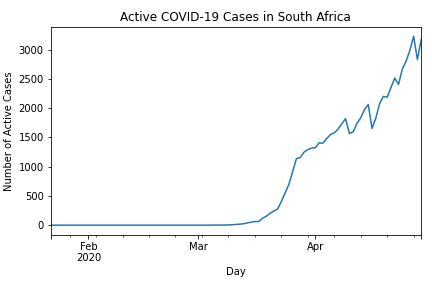 Active COVID-19 Cases in South Africa
Number of Active Cases
3000
2500
2000
1500
1000
500
0
Feb
2020
Mar
Apr
Day